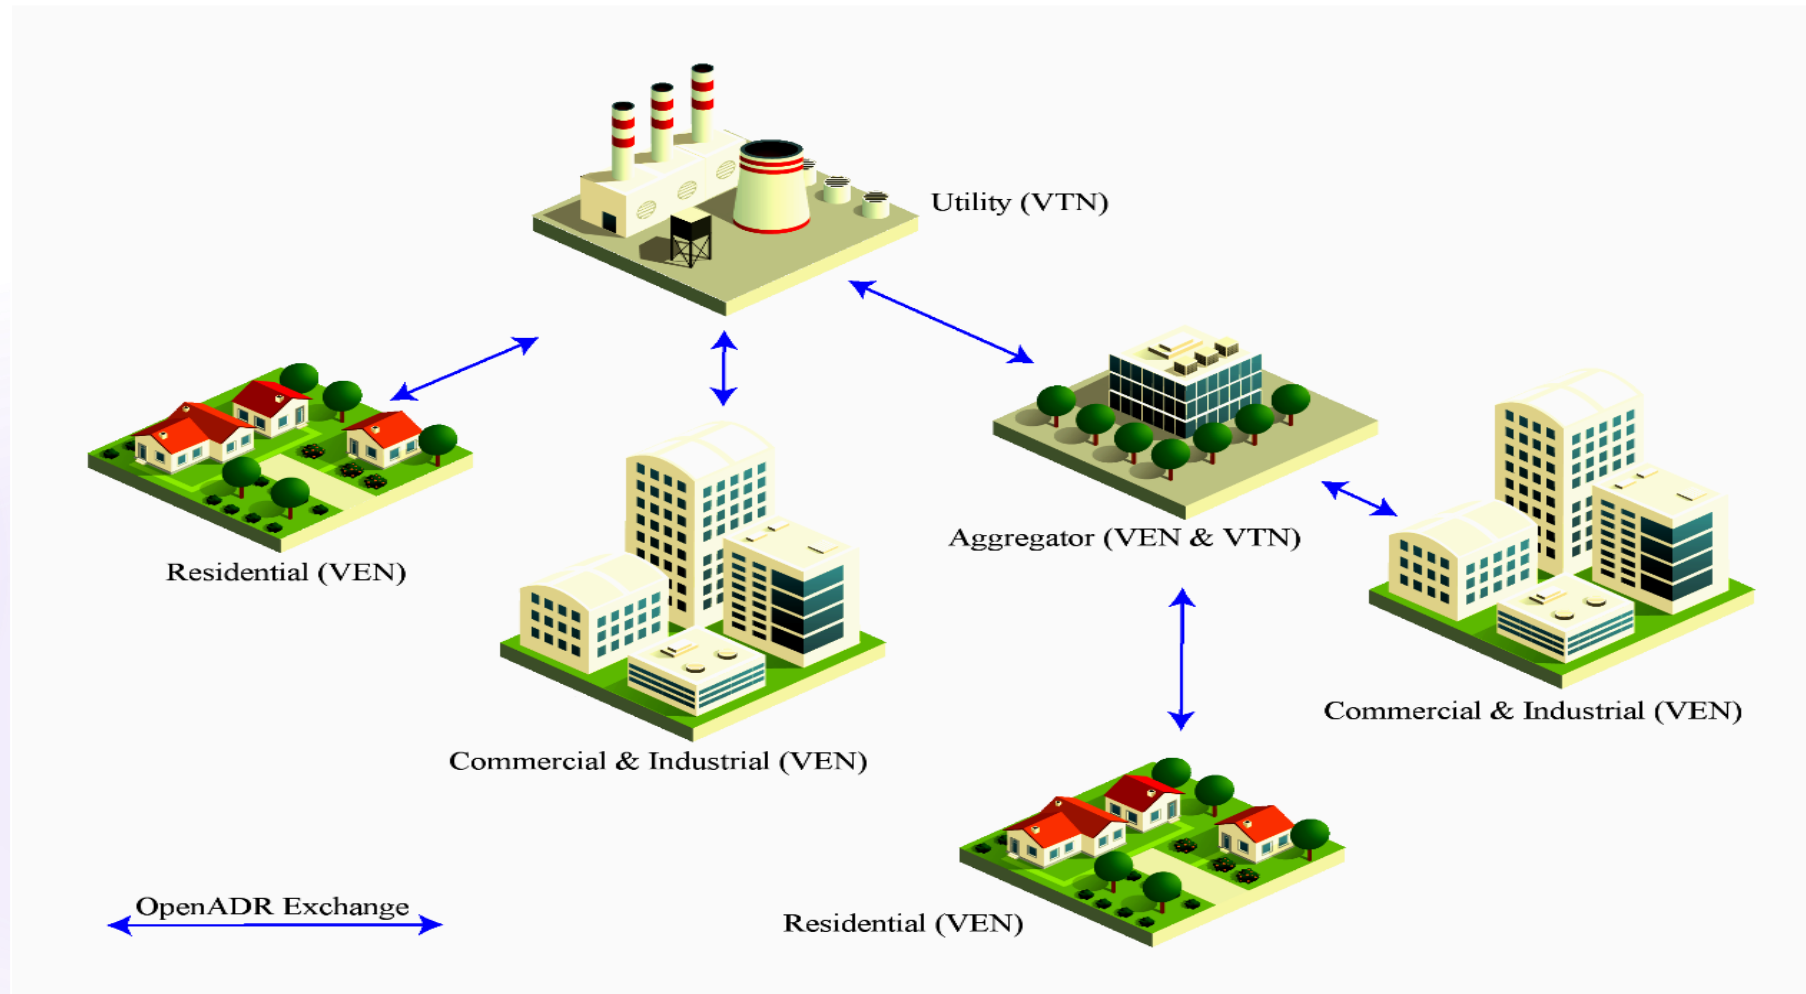 Utility (VTN)
Aggregator (VEN & VTN)
Residential (VEN)
Commercial & Industrial (VEN)
Commercial & Industrial (VEN)
OpenADR Exchange
Residential (VEN)